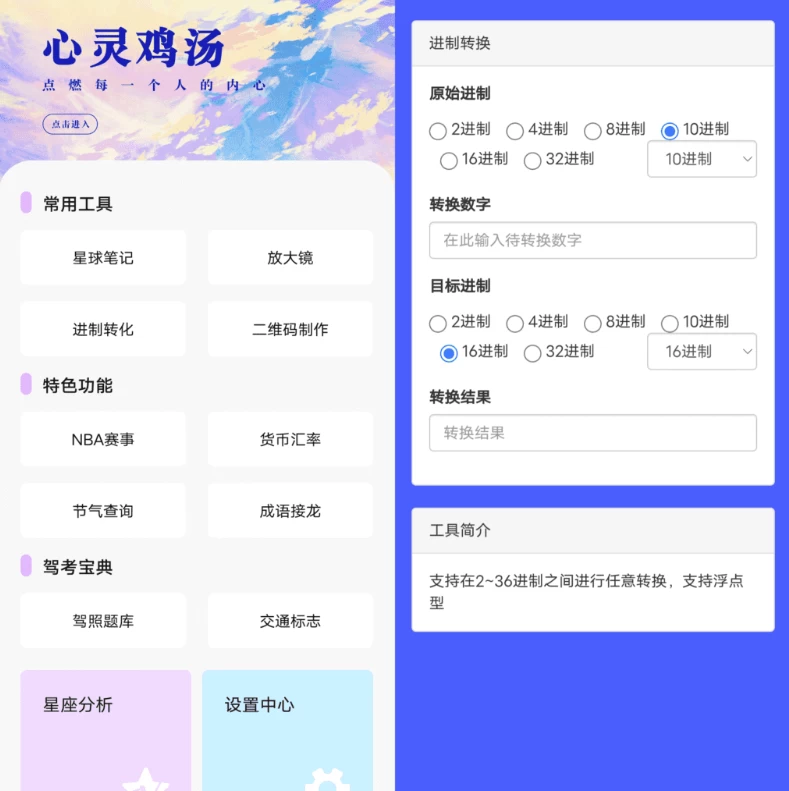 心灵鸡汤
点燃每一个人的内心
点击进入
常用工具
星球笔记
放大镜
进制转化
二维码制作
特色功能
NBA赛事
货币汇率
节气查询
成语接龙
驾考宝典
驾照题库
交通标志
星座分析
设置中心
进制转换
原始进制
2进制 4进制 8进制 10进制
16进制 32进制 10进制
转换数字
在此输入待转换数字
目标进制
2进制 4进制 8进制 10进制
16进制 32进制 16进制
转换结果
转换结果
工具简介
支持在2~36进制之间进行任意转换，支持浮点
型